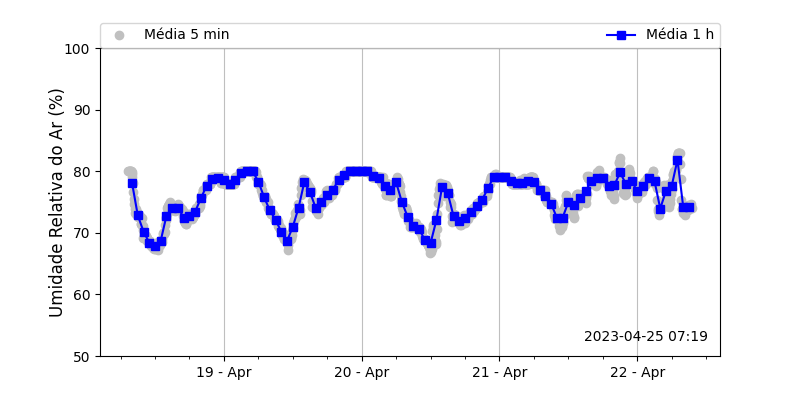 Média 5 min
Média 1 h
Umidade Relativa do Ar (%)
100
90
80
70
60
50
2023-04-25 07:19
19 - Apr
20 - Apr
21 - Apr
22 - Apr